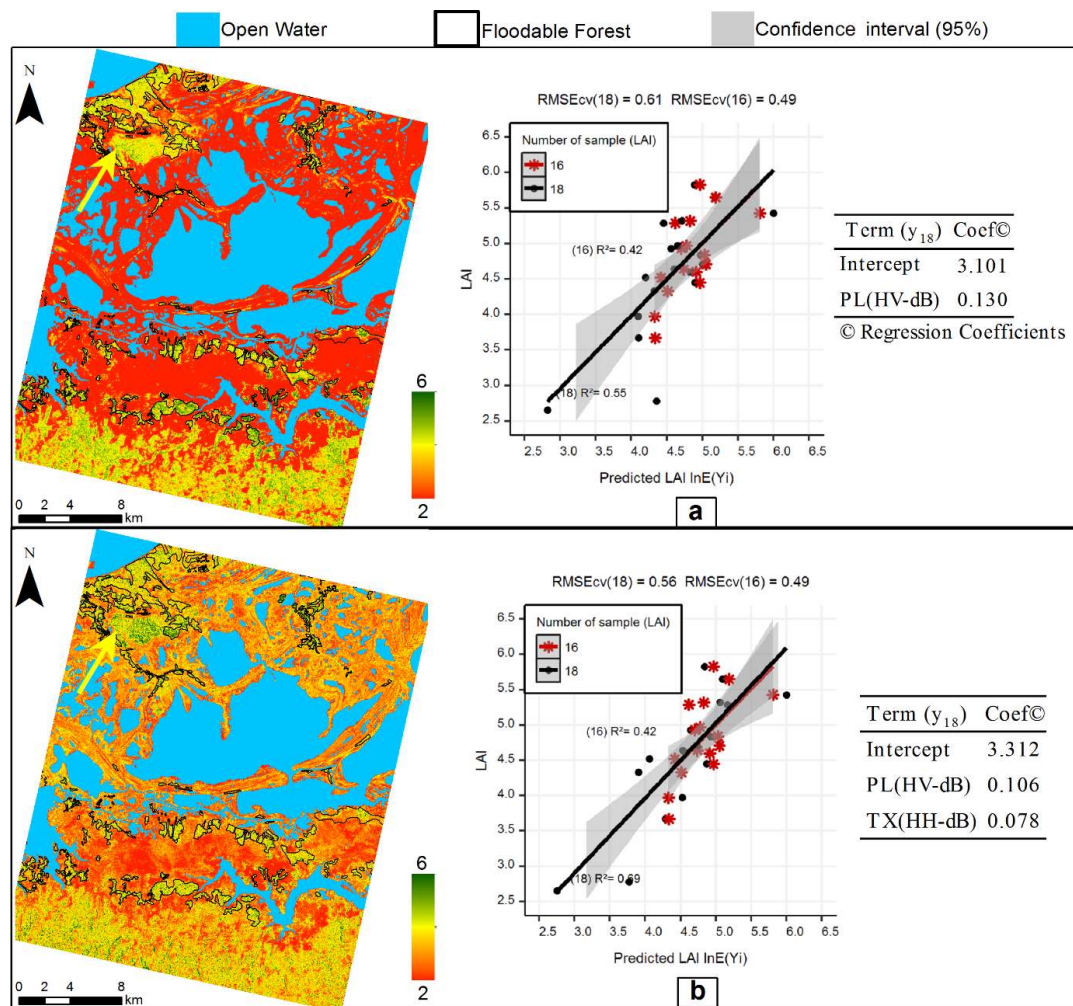 Open Water Floodable Forest Confidence interval (95%)
N
6
2
0 2 4 8
km
RMSEcv(18) = 0.61 RMSEcv(16) = 0.49
Number of sample (LAI)
16
18
(16) R²= 0.42
(18) R²= 0.55
LAI
6.5
6.0
5.5
5.0
4.5
4.0
3.5
3.0
2.5
2.5 3.0 3.5 4.0 4.5 5.0 5.5 6.0 6.5
Predicted LAI lnE(Yi)
Term (y18) Coef©
Intercept 3.101
PL(HV-dB) 0.130
© Regression Coefficients
a
N
6
2
0 2 4 8
km
RMSEcv(18) = 0.56 RMSEcv(16) = 0.49
Number of sample (LAI)
16
18
(16) R²= 0.42
(18) R²=
LAI
6.5
6.0
5.5
5.0
4.5
4.0
3.5
3.0
2.5
2.5 3.0 3.5 4.0 4.5 5.0 5.5 6.0 6.5
Predicted LAI lnE(Yi)
Term (y18) Coef©
Intercept 3.312
PL(HV-dB) 0.106
TX(HH-dB) 0.078
b